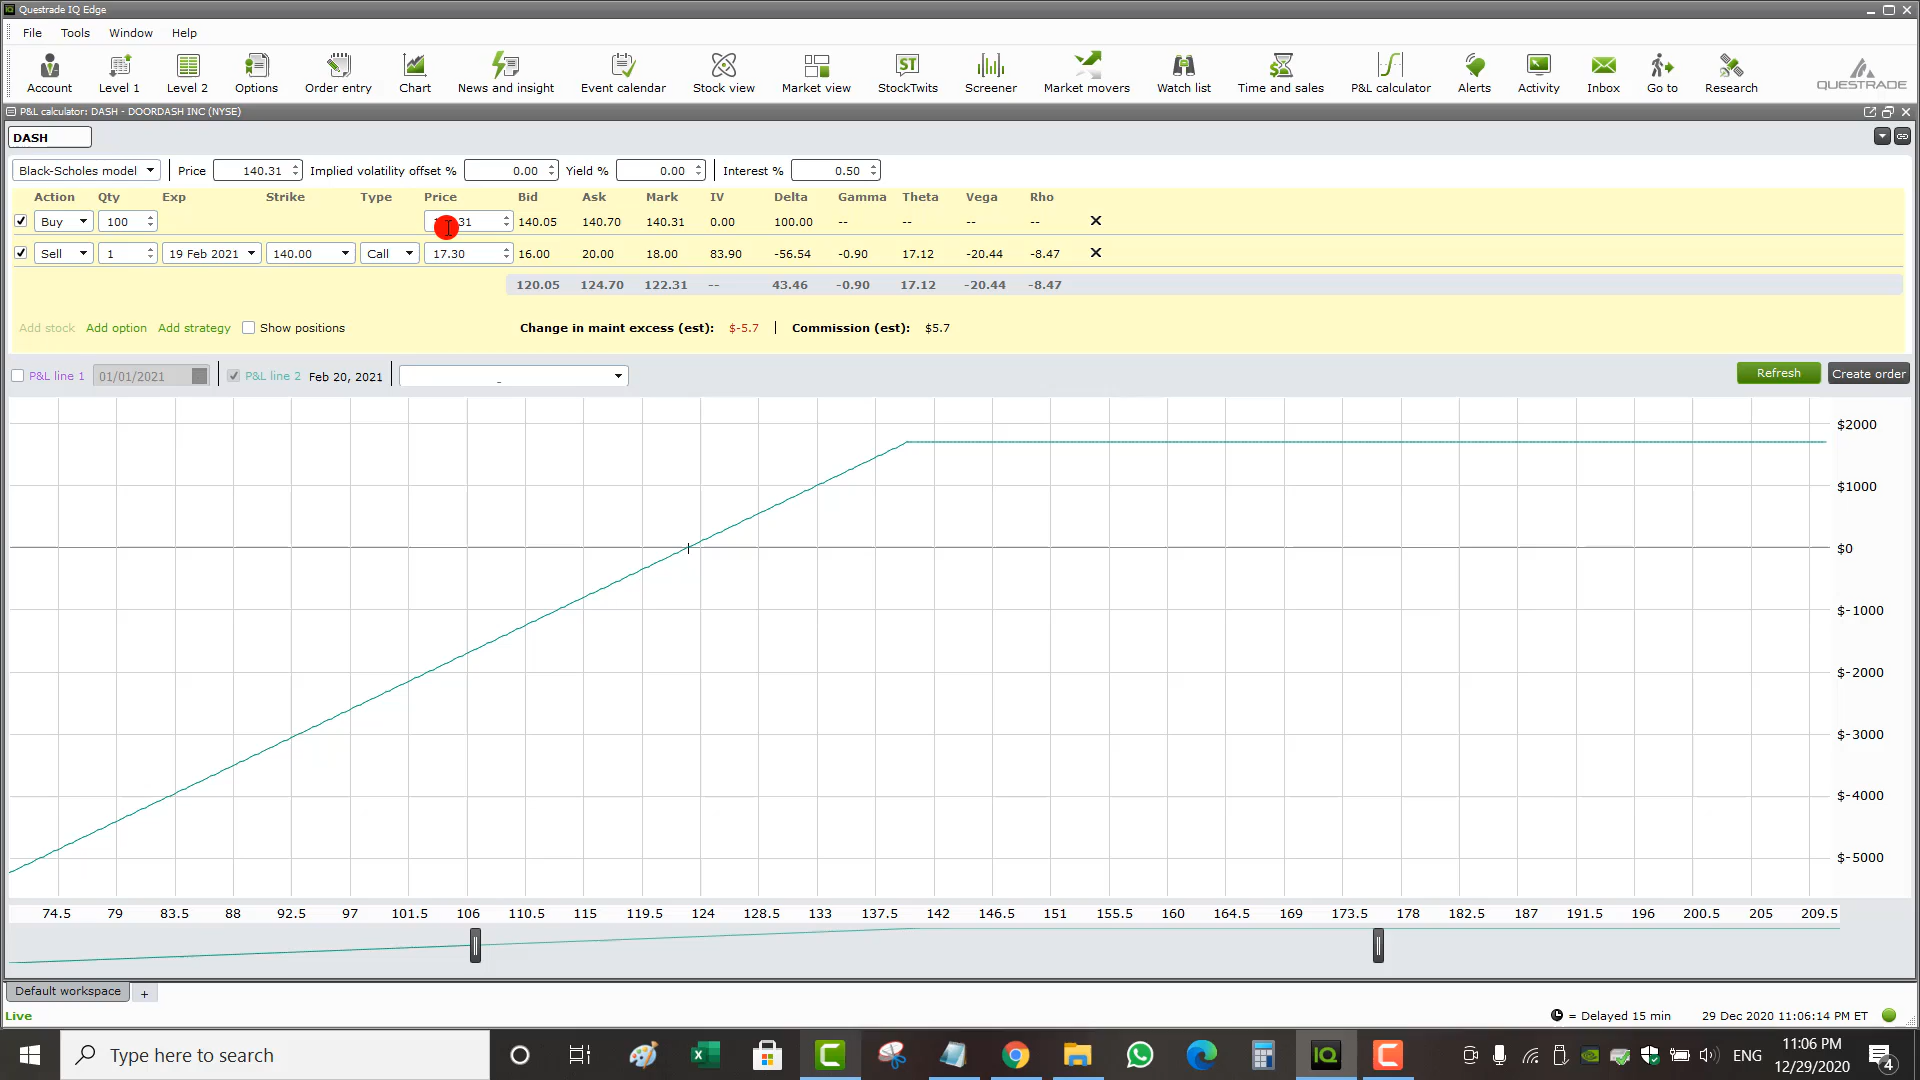 Questrade IQ Edge
File Tools Window Help
Account Level 1 Level 2 Options Order entry Chart News and insight Event calendar Stock view Market view StockTwits Screener Market movers Watch list Time and sales P&L calculator Alerts Activity Inbox Go to Research
QUESTRADE
P&L calculator: DASH - DOORDASH INC (NYSE)
DASH
Black-Scholes model Price 140.31 Implied volatility offset % 0.00 Yield % 0.00 Interest % 0.50
Action Qty Exp Strike Type Price Bid Ask Mark IV Delta Gamma Theta Vega Rho
Buy 100 140.05 140.70 140.31 0.00 100.00 -- -- -- --
Sell 1 19 Feb 2021 140.00 Call 17.30 16.00 20.00 18.00 83.90 -56.54 -0.90 17.12 -20.44 -8.47
120.05 124.70 122.31 -- 43.46 -0.90 17.12 -20.44 -8.47
Add stock Add option Add strategy Show positions Change in maint excess (est): $-5.7 Commission (est): $5.7
P&L line 1 01/01/2021 P&L line 2 Feb 20, 2021 - Refresh Create order
$2000
$1000
$0
$-1000
$-2000
$-3000
$-4000
$-5000
74.5 79 83.5 88 92.5 97 101.5 106 110.5 115 119.5 124 128.5 133 137.5 142 146.5 151 155.5 160 164.5 169 173.5 178 182.5 187 191.5 196 200.5 205 209.5
Default workspace +
Live = Delayed 15 min 29 Dec 2020 11:06:14 PM ET
Type here to search ENG 11:06 PM
12/29/2020 4